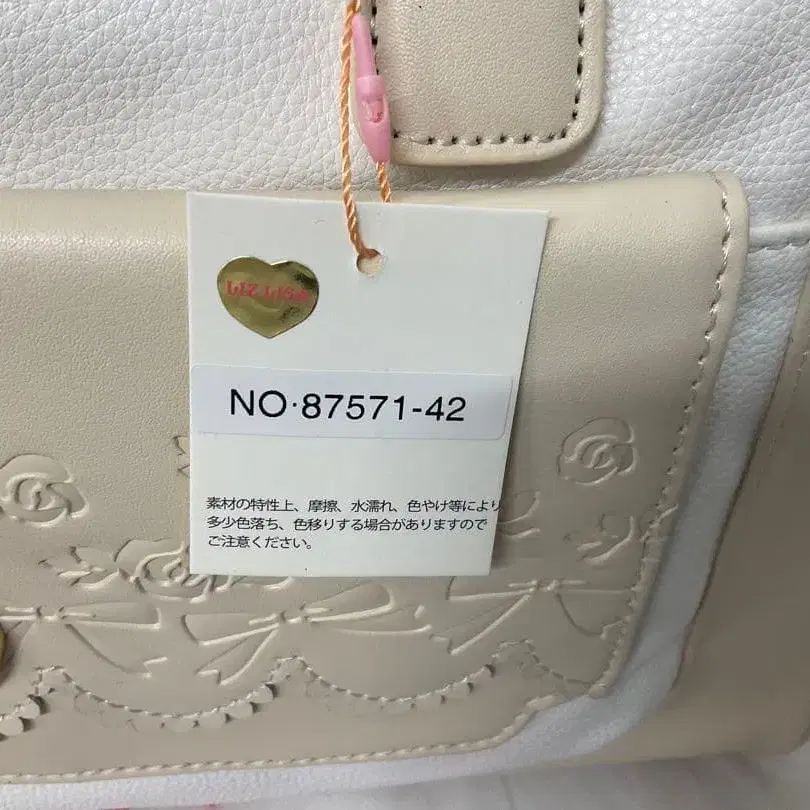 LIZ LISA
NO·87571-42
素材の特性上、摩擦、水濡れ、色やけ等により
多少色落ち、色移りする場合がありますので
ご注意ください。